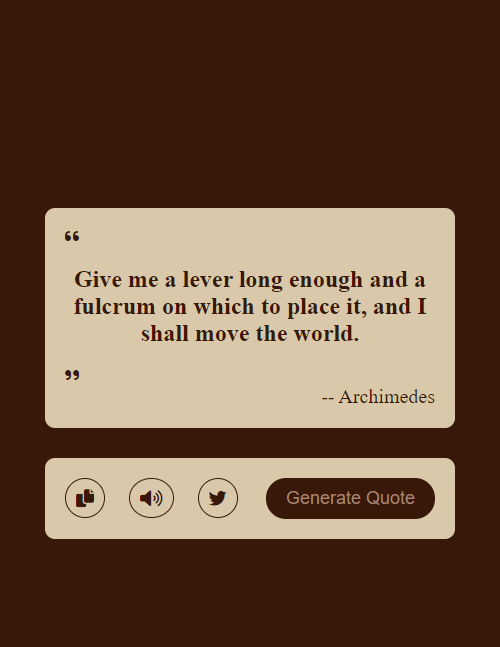 “
Give me a lever long enough and a
fulcrum on which to place it, and I
shall move the world.
”
-- Archimedes
Generate Quote